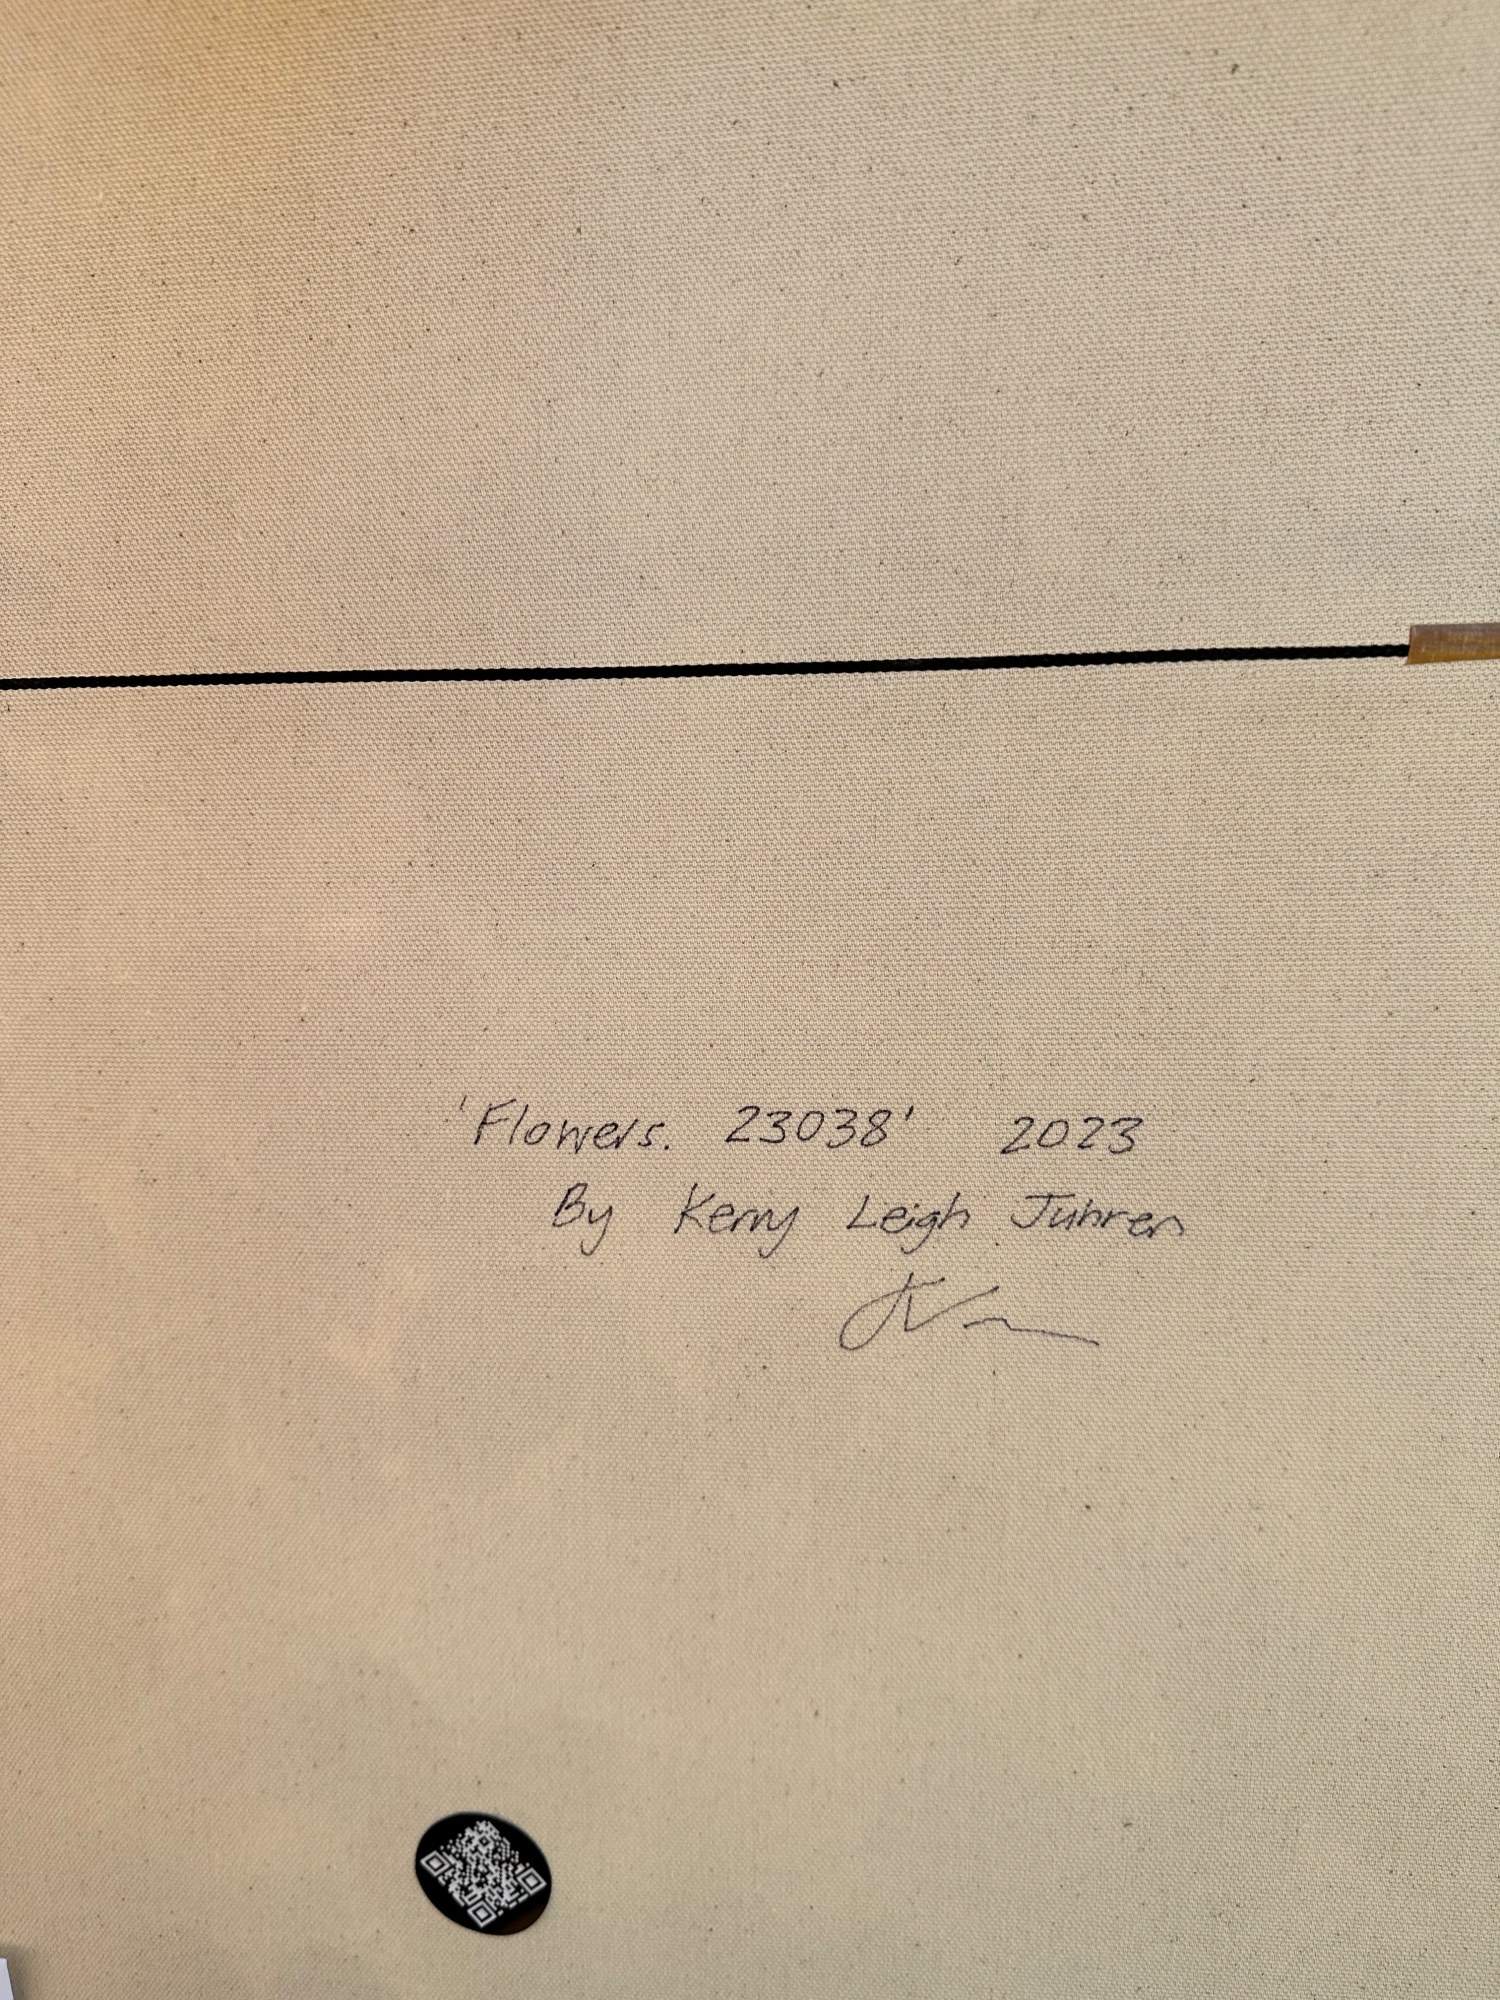 'Flowers. 23038' 2023
By Kerry Leigh Juhren